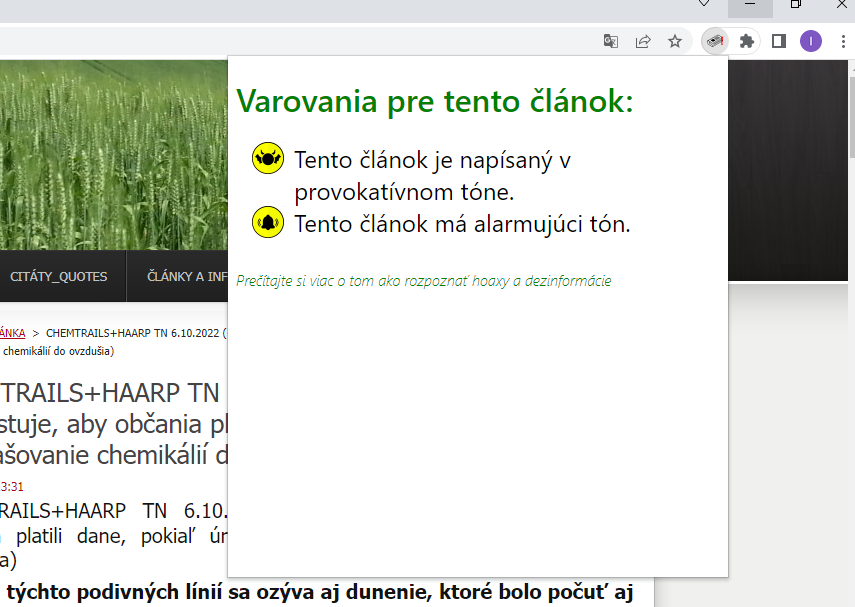 I
Varovania pre tento článok:
Tento článok je napísaný v
provokatívnom tóne.
Tento článok má alarmujúci tón.
Prečítajte si viac o tom ako rozpoznať hoaxy a dezinformácie
CITÁTY_QUOTES
ČLÁNKY A INF
ÁNKA > CHEMTRAILS+HAARP TN 6.10.2022 (
chemikálií do ovzdušia)
TRAILS+HAARP TN
stuje, aby občania pl
ašovanie chemikálií d
3:31
RAILS+HAARP TN 6.10.
platili dane, pokiaľ úr
a)
týchto podivných línií sa ozýva aj dunenie, ktoré bolo počuť aj